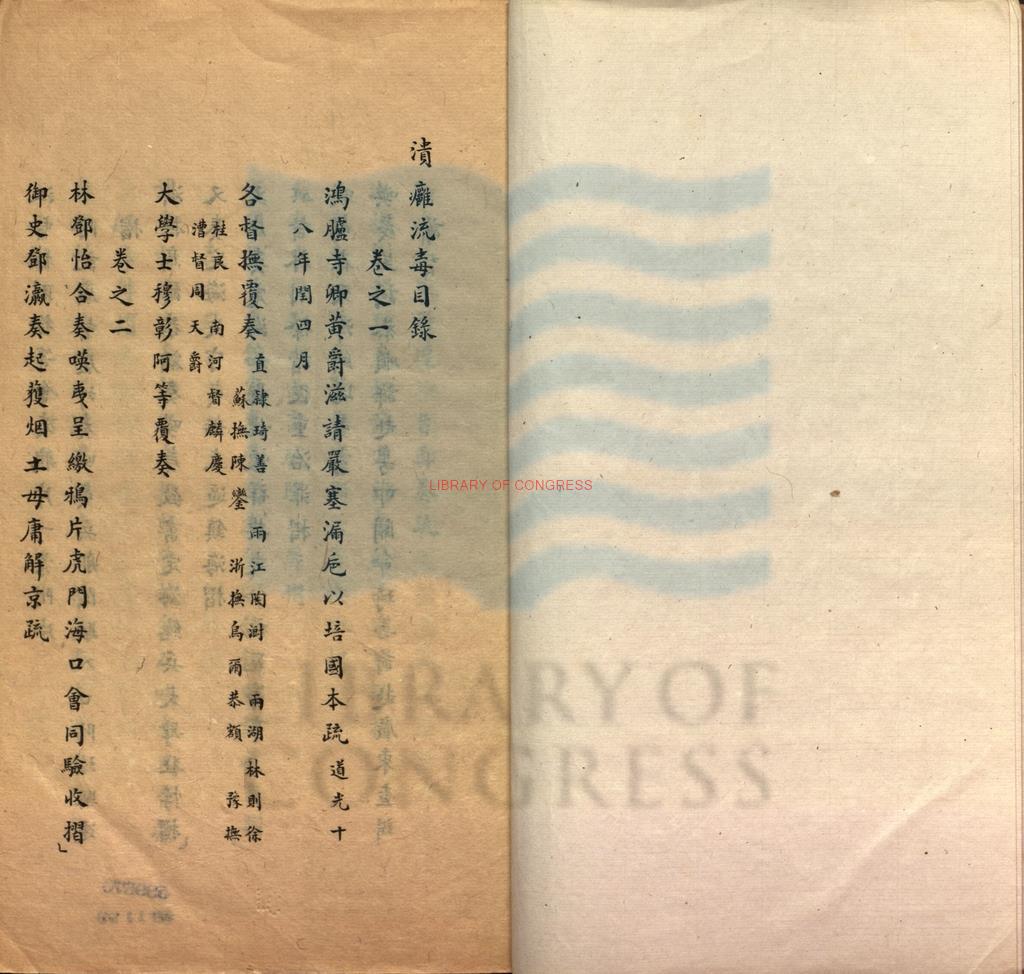 潰癰流毒目錄
卷之一
鴻臚寺卿黃爵滋請嚴塞漏巵以培國本疏 道光十
八年閏四月
各督撫覆奏 直隸琦善 兩江陶澍 兩湖林則徐
蘇撫陳鑾 浙撫烏爾恭額 豫撫
桂良 南河督麟慶
漕督周天爵
大學士穆彰阿等覆奏
卷之二
林鄧怡合奏暎夷呈繳鴉片虎門海口會同驗收摺
御史鄧瀛奏起獲烟土毋庸解京疏
LIBRARY OF CONGRESS
LIBRARY OF
CONGRESS